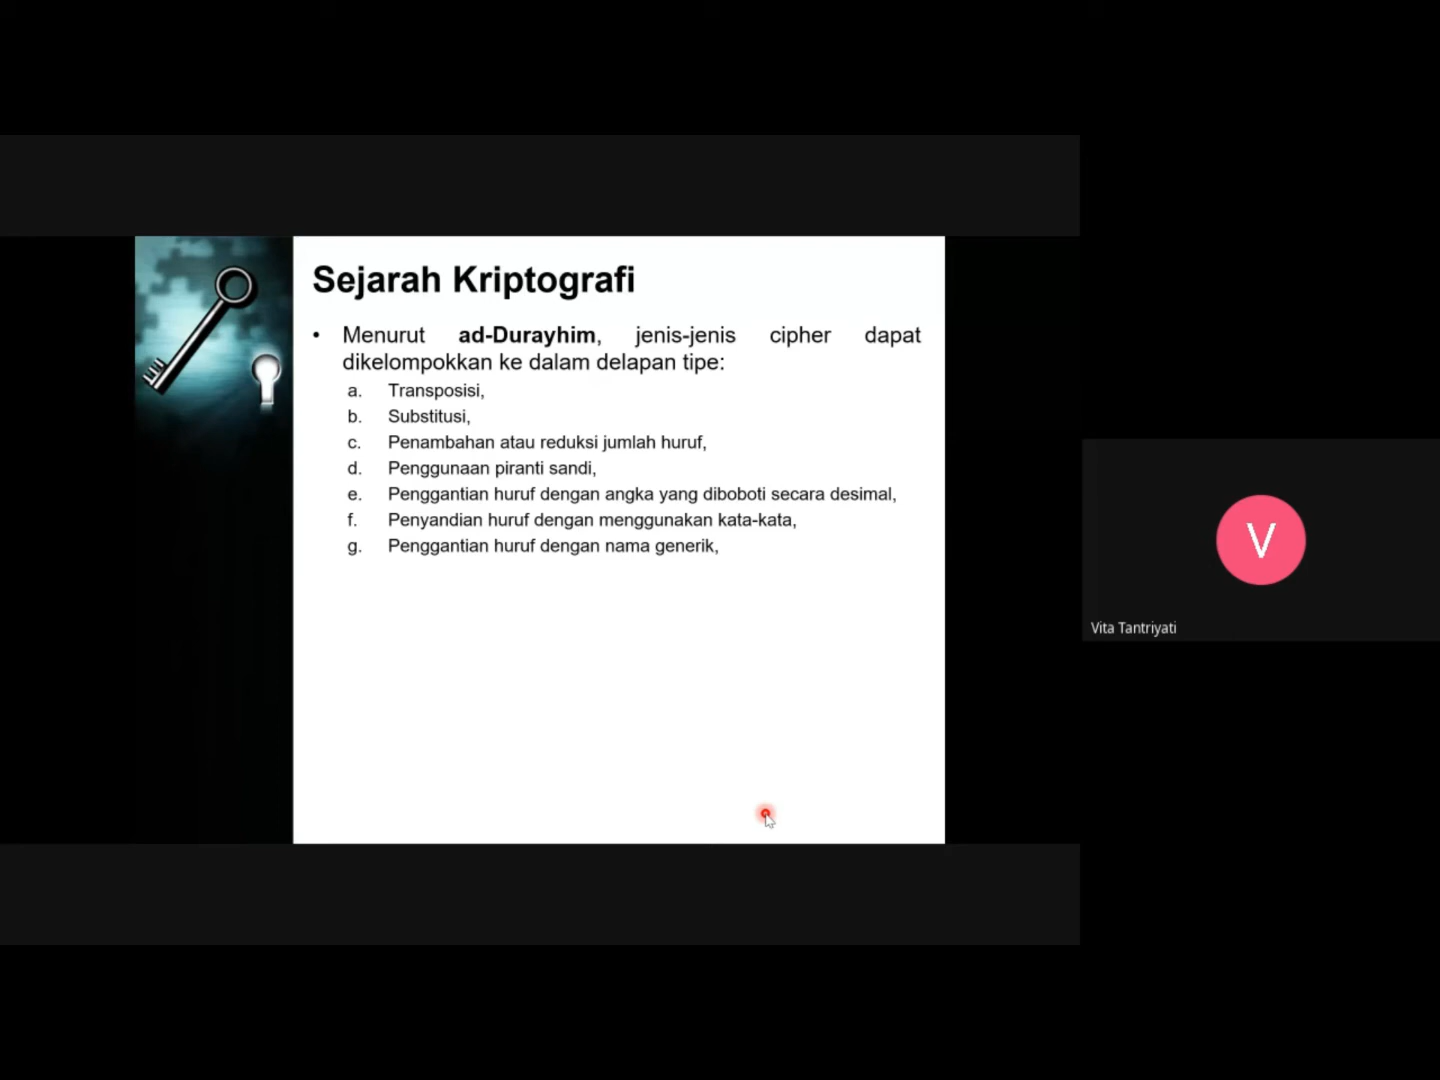 Sejarah Kriptografi
• Menurut ad-Durayhim, jenis-jenis cipher dapat
dikelompokkan ke dalam delapan tipe:
a. Transposisi,
b. Substitusi,
c. Penambahan atau reduksi jumlah huruf,
d. Penggunaan piranti sandi,
e. Penggantian huruf dengan angka yang diboboti secara desimal,
f. Penyandian huruf dengan menggunakan kata-kata,
g. Penggantian huruf dengan nama generik,
V
Vita Tantriyati